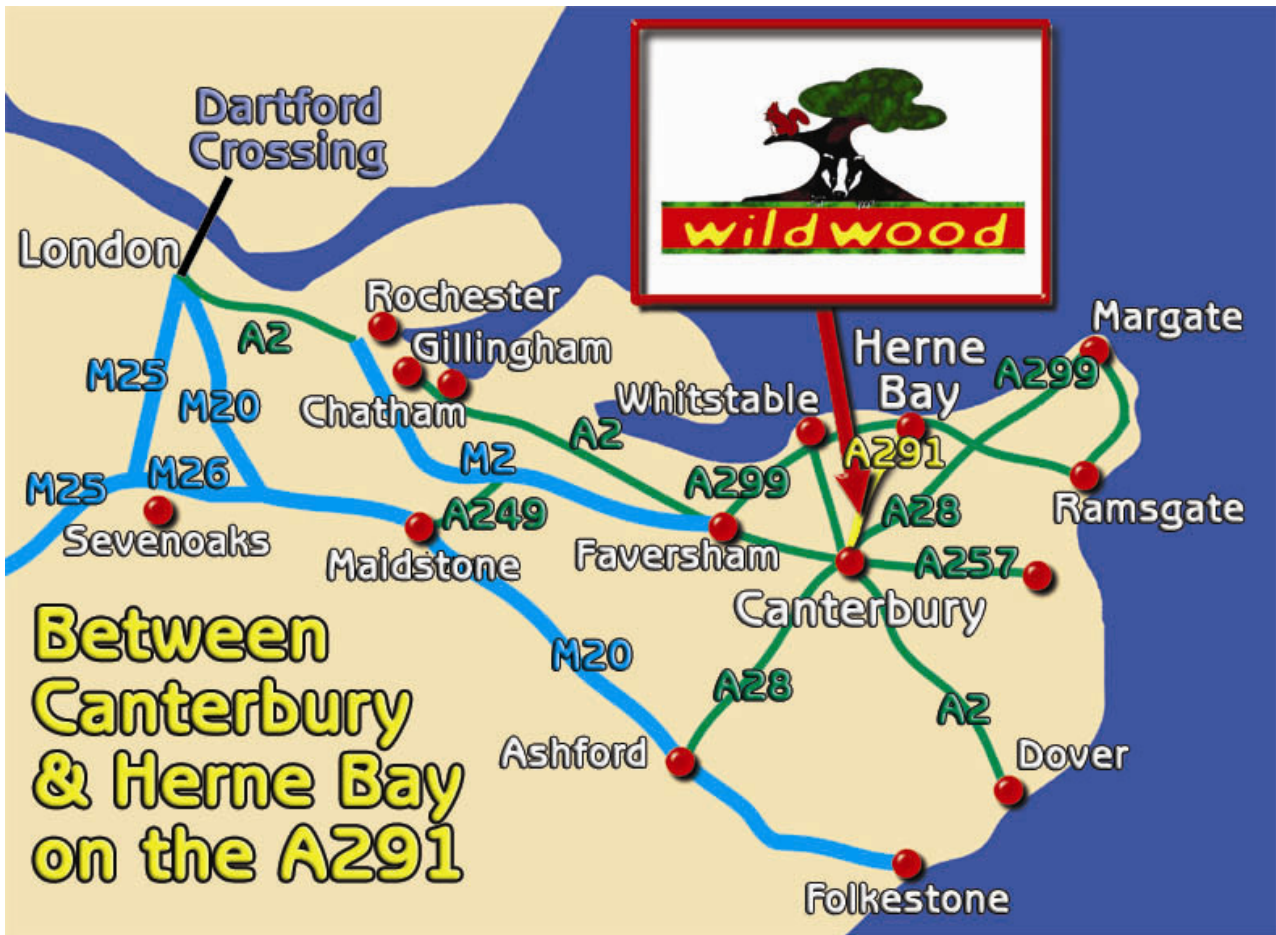 Dartford
Crossing
wildwood
London
Rochester
Margate
A2
Gillingham
Herne
Bay
A299
M25
M20
Chatham
Whitstable
A2
A291
M2
M26
M25
A299
A249
A28
Ramsgate
Sevenoaks
Maidstone
Faversham
A257
Canterbury
Between
Canterbury
& Herne Bay
on the A291
M20
A28
A2
Ashford
Dover
Folkestone